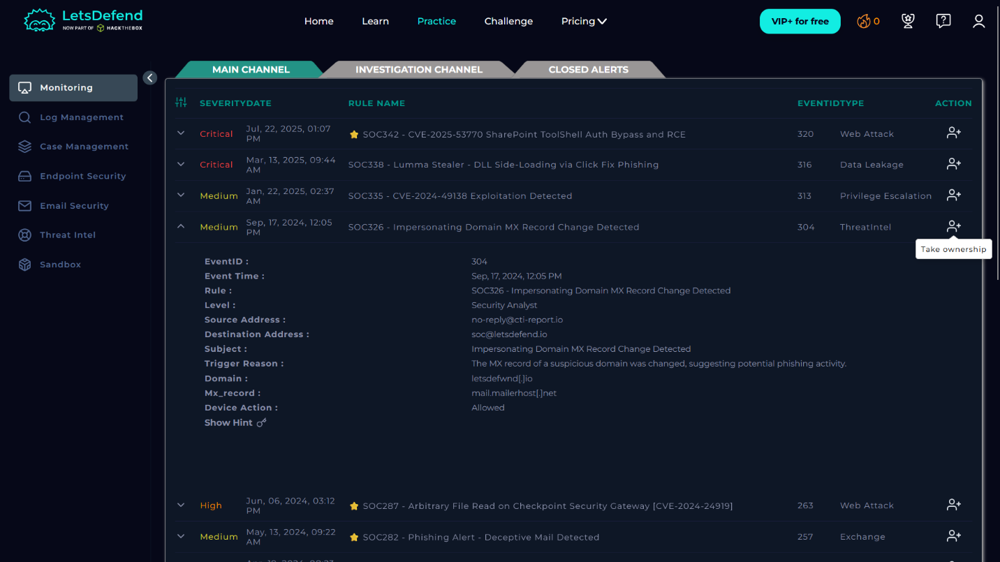 LetsDefend
NOW PART OF HACKTHEBOX
Home Learn Practice Challenge Pricing
VIP+ for free
0
Monitoring
Log Management
Case Management
Endpoint Security
Email Security
Threat Intel
Sandbox
MAIN CHANNEL INVESTIGATION CHANNEL CLOSED ALERTS
SEVERITY DATE RULE NAME EVENTID TYPE ACTION
Critical Jul, 22, 2025, 01:07 PM SOC342 - CVE-2025-53770 SharePoint ToolShell Auth Bypass and RCE 320 Web Attack
Critical Mar, 13, 2025, 09:44 AM SOC338 - Lumma Stealer - DLL Side-Loading via Click Fix Phishing 316 Data Leakage
Medium Jan, 22, 2025, 02:37 AM SOC335 - CVE-2024-49138 Exploitation Detected 313 Privilege Escalation
Medium Sep, 17, 2024, 12:05 PM SOC326 - Impersonating Domain MX Record Change Detected 304 ThreatIntel
Take ownership
EventID : 304
Event Time : Sep, 17, 2024, 12:05 PM
Rule : SOC326 - Impersonating Domain MX Record Change Detected
Level : Security Analyst
Source Address : no-reply@cti-report.io
Destination Address : soc@letsdefend.io
Subject : Impersonating Domain MX Record Change Detected
Trigger Reason : The MX record of a suspicious domain was changed, suggesting potential phishing activity.
Domain : letsdefwnd[.]io
Mx_record : mail.mailerhost[.]net
Device Action : Allowed
Show Hint
High Jun, 06, 2024, 03:12 PM SOC287 - Arbitrary File Read on Checkpoint Security Gateway [CVE-2024-24919] 263 Web Attack
Medium May, 13, 2024, 09:22 AM SOC282 - Phishing Alert - Deceptive Mail Detected 257 Exchange